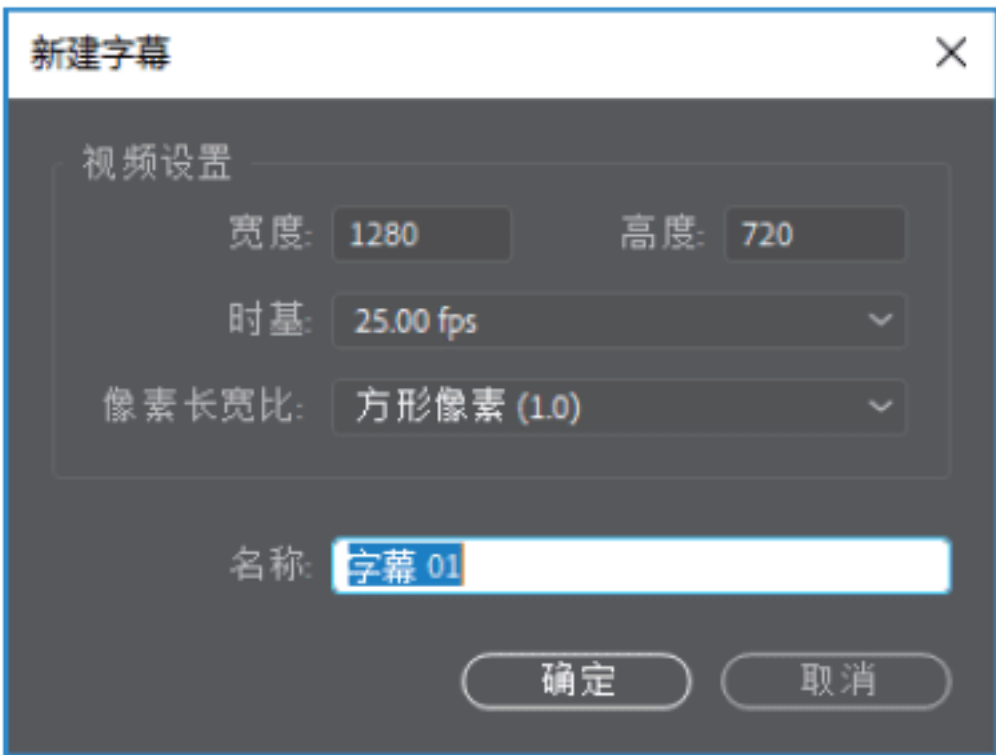 新建字幕
视频设置
宽度: 1280 高度: 720
时基: 25.00 fps
像素长宽比: 方形像素 (1.0)
名称: 字幕 01
确定 取消